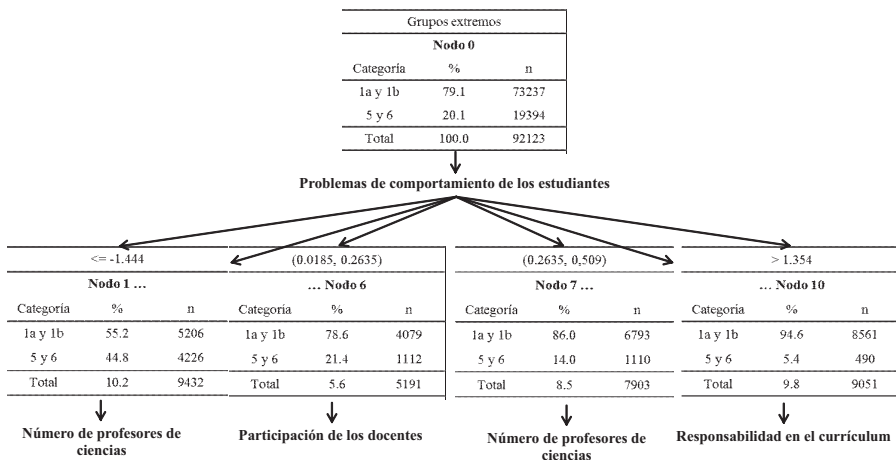 Grupos extremos
Nodo 0
Categoría % n
1a y 1b 79.1 73237
5 y 6 20.1 19394
Total 100.0 92123
Problemas de comportamiento de los estudiantes
<= -1.444
Nodo 1 ...
Categoría % n
1a y 1b 55.2 5206
5 y 6 44.8 4226
Total 10.2 9432
Número de profesores de
ciencias
(0.0185, 0.2635)
... Nodo 6
Categoría % n
1a y 1b 78.6 4079
5 y 6 21.4 1112
Total 5.6 5191
Participación de los docentes
(0.2635, 0,509)
Nodo 7 ...
Categoría % n
1a y 1b 86.0 6793
5 y 6 14.0 1110
Total 8.5 7903
Número de profesores de
ciencias
> 1.354
... Nodo 10
Categoría % n
1a y 1b 94.6 8561
5 y 6 5.4 490
Total 9.8 9051
Responsabilidad en el currículum